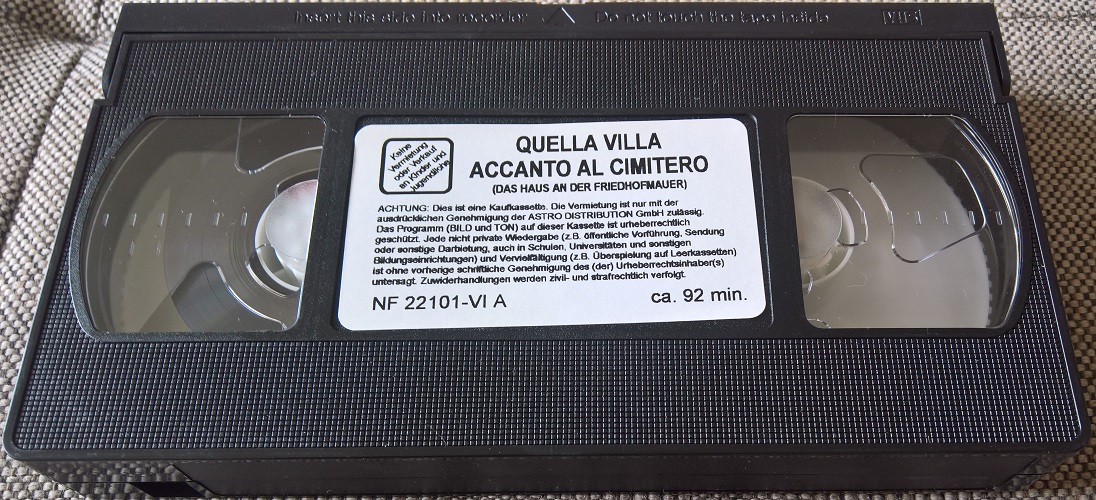 Insert this side into recorder
Do not touch the tape inside
VHS
Keine
Vermietung
oder Verkauf
an Kinder und
Jugendliche
QUELLA VILLA
ACCANTO AL CIMITERO
(DAS HAUS AN DER FRIEDHOFMAUER)
ACHTUNG: Dies ist eine Kaufkassette. Die Vermietung ist nur mit der
ausdrücklichen Genehmigung der ASTRO DISTRIBUTION GmbH zulässig.
Das Programm (BILD und TON) auf dieser Kassette ist urheberrechtlich
geschützt. Jede nicht private Wiedergabe (z.B. öffentliche Vorführung, Sendung
oder sonstige Darbietung, auch in Schulen, Universitäten und sonstigen
Bildungseinrichtungen) und Vervielfältigung (z.B. Überspielung auf Leerkassetten)
ist ohne vorherige schriftliche Genehmigung des (der) Urheberrechtsinhaber(s)
untersagt. Zuwiderhandlungen werden zivil- und strafrechtlich verfolgt.
NF 22101-VI A
ca. 92 min.